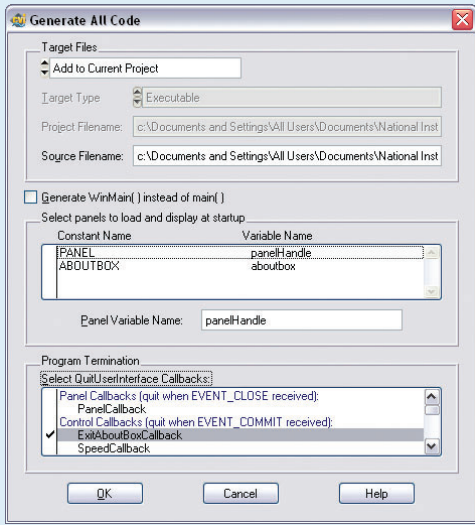 Generate All Code
Target Files
Add to Current Project
Target Type Executable
Project Filename: c:\Documents and Settings\All Users\Documents\National Inst
Source Filename: c:\Documents and Settings\All Users\Documents\National Inst
Generate WinMain( ) instead of main( )
Select panels to load and display at startup
Constant Name Variable Name
PANEL panelHandle
ABOUTBOX aboutbox
Panel Variable Name: panelHandle
Program Termination
Select QuitUserInterface Callbacks:
Panel Callbacks (quit when EVENT_CLOSE received):
PanelCallback
Control Callbacks (quit when EVENT_COMMIT received):
ExitAboutBoxCallback
SpeedCallback
OK Cancel Help